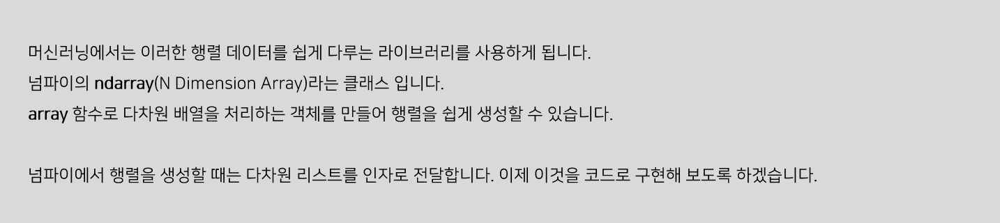 머신러닝에서는 이러한 행렬 데이터를 쉽게 다루는 라이브러리를 사용하게 됩니다.
넘파이의 ndarray(N Dimension Array)라는 클래스 입니다.
array 함수로 다차원 배열을 처리하는 객체를 만들어 행렬을 쉽게 생성할 수 있습니다.
넘파이에서 행렬을 생성할 때는 다차원 리스트를 인자로 전달합니다. 이제 이것을 코드로 구현해 보도록 하겠습니다.